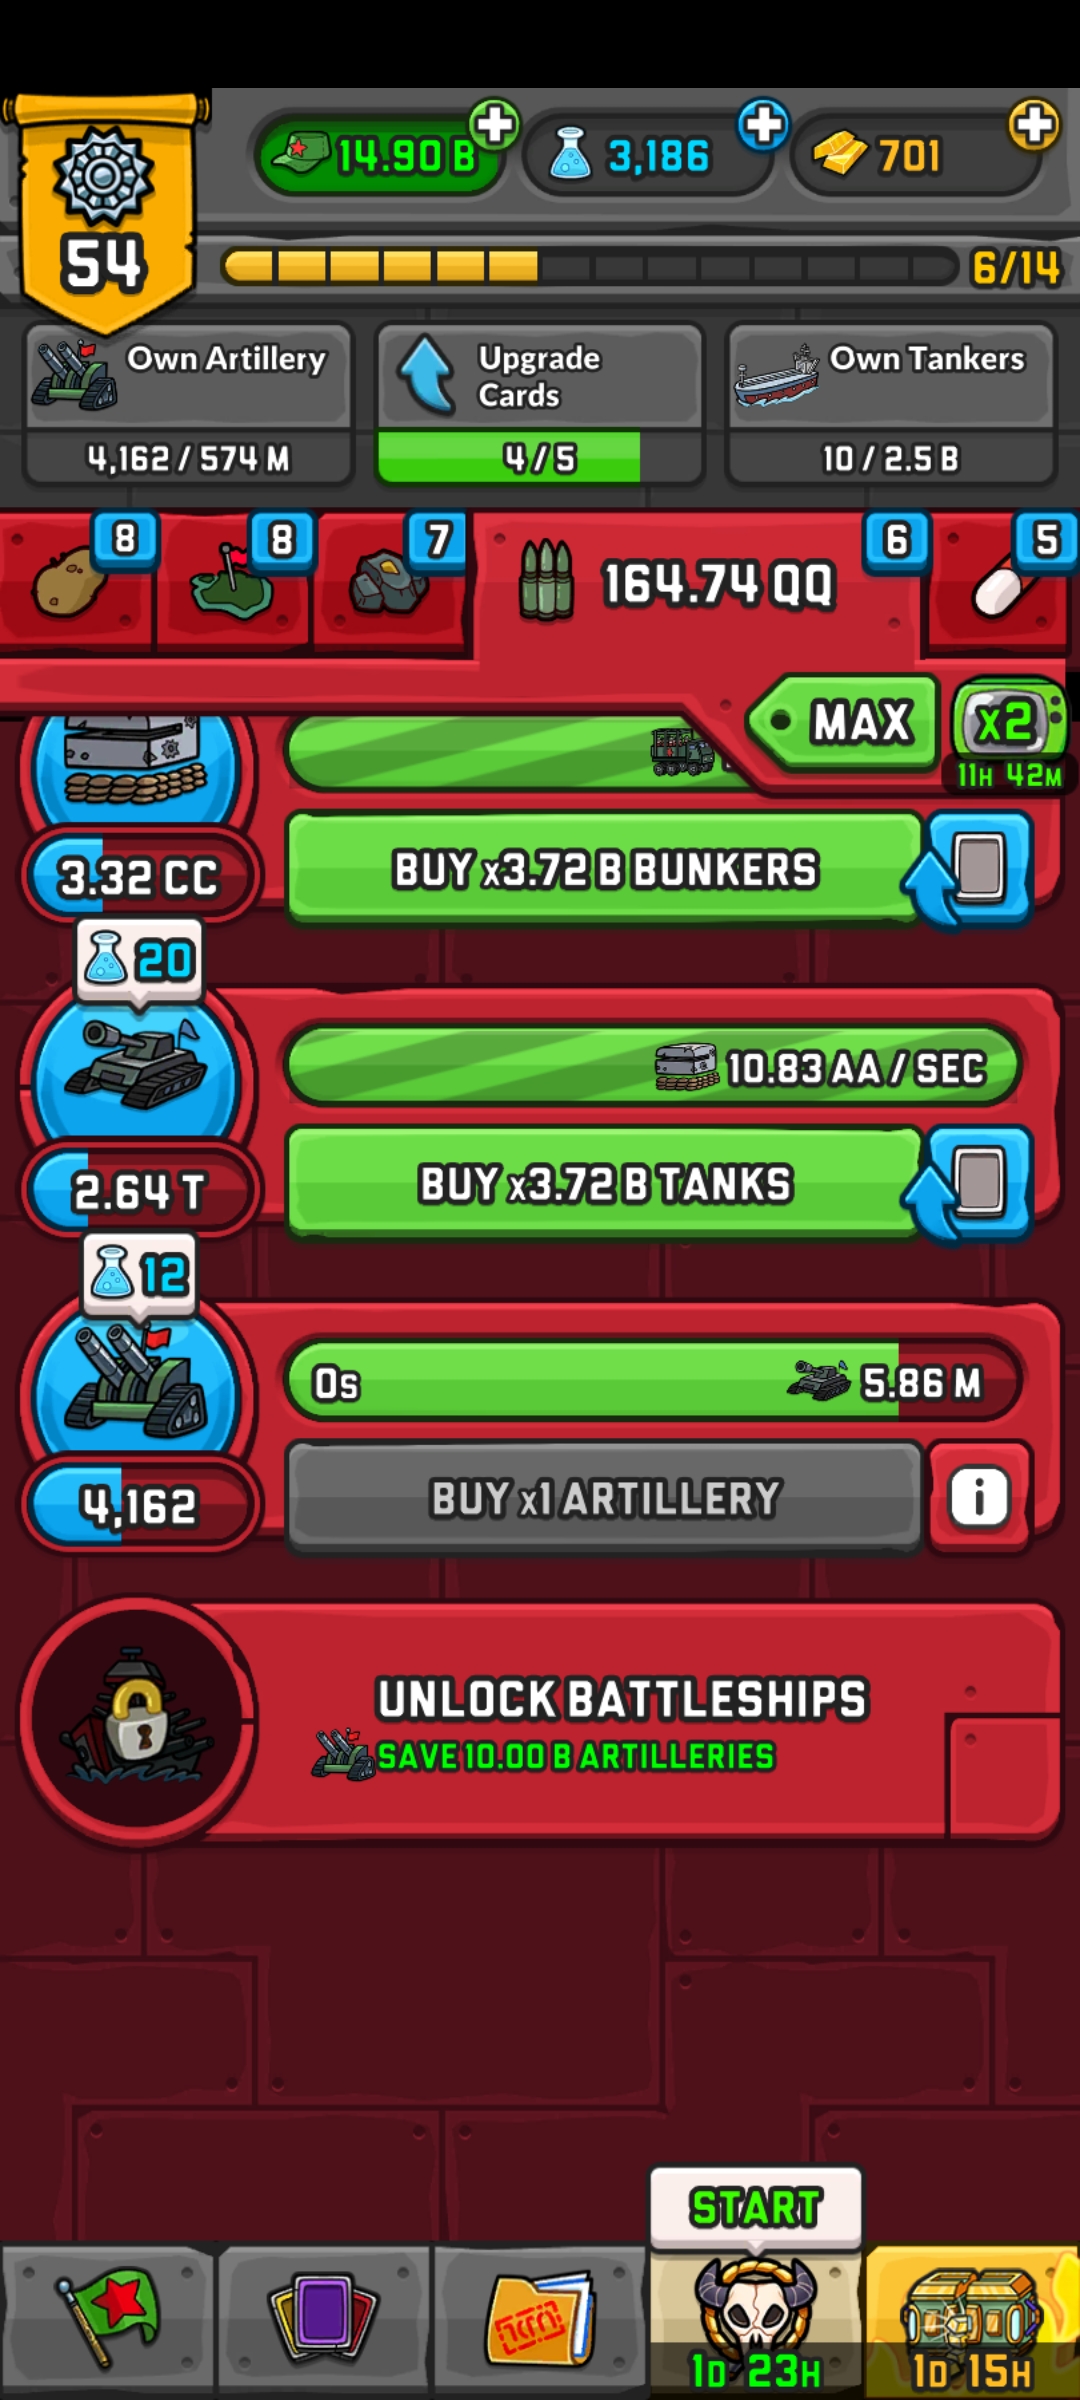 14.90 B
3,186
701
54
6/14
Own Artillery
4,162 / 574 M
Upgrade
Cards
4 / 5
Own Tankers
10 / 2.5 B
8
8
7
164.74 QQ
6
5
MAX
x2
11H 42M
3.32 CC
BUY x3.72 B BUNKERS
20
10.83 AA / SEC
2.64 T
BUY x3.72 B TANKS
12
0s
5.86 M
4,162
BUY x1 ARTILLERY
i
UNLOCK BATTLESHIPS
SAVE 10.00 B ARTILLERIES
START
1D 23H
1D 15H